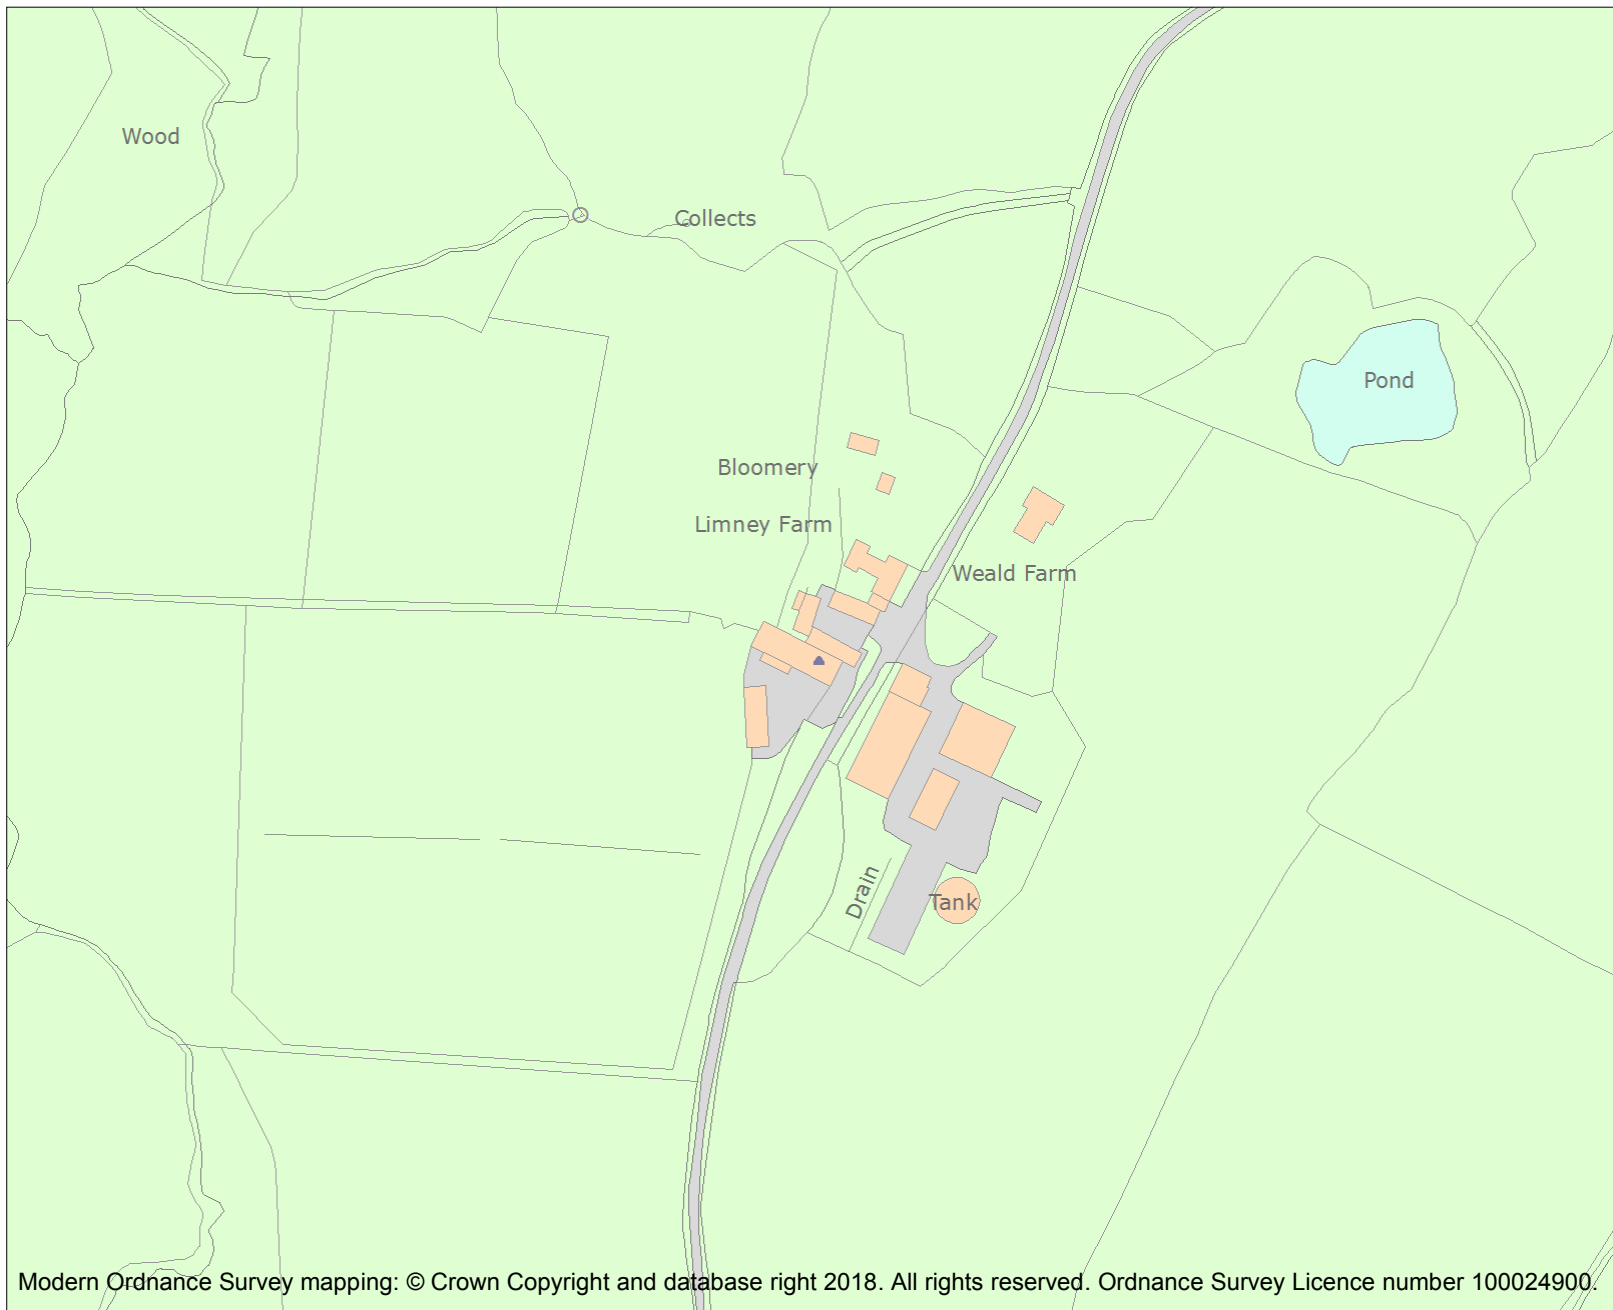 Wood
Collects
Pond
Bloomery
Limney Farm
Weald Farm
Drain
Tank
Modern Ordnance Survey mapping: © Crown Copyright and database right 2018. All rights reserved. Ordnance Survey Licence number 100024900.